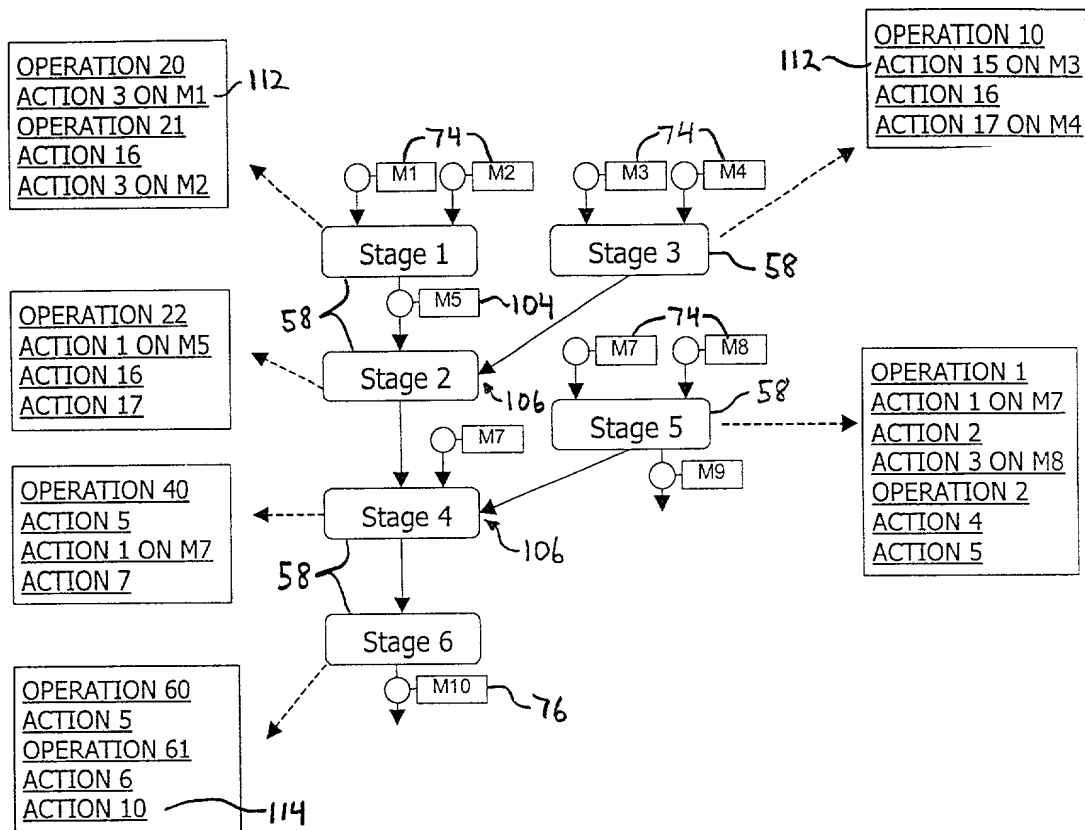 OPERATION 20
ACTION 3 ON M1
OPERATION 21
ACTION 16
ACTION 3 ON M2
112
OPERATION 10
ACTION 15 ON M3
ACTION 16
ACTION 17 ON M4
112
74
M1
M2
74
M3
M4
Stage 1
Stage 3
58
58
M5
104
OPERATION 22
ACTION 1 ON M5
ACTION 16
ACTION 17
74
M7
M8
Stage 2
106
58
Stage 5
OPERATION 1
ACTION 1 ON M7
ACTION 2
ACTION 3 ON M8
OPERATION 2
ACTION 4
ACTION 5
M7
M9
OPERATION 40
ACTION 5
ACTION 1 ON M7
ACTION 7
Stage 4
106
58
Stage 6
M10
76
OPERATION 60
ACTION 5
OPERATION 61
ACTION 6
ACTION 10
114